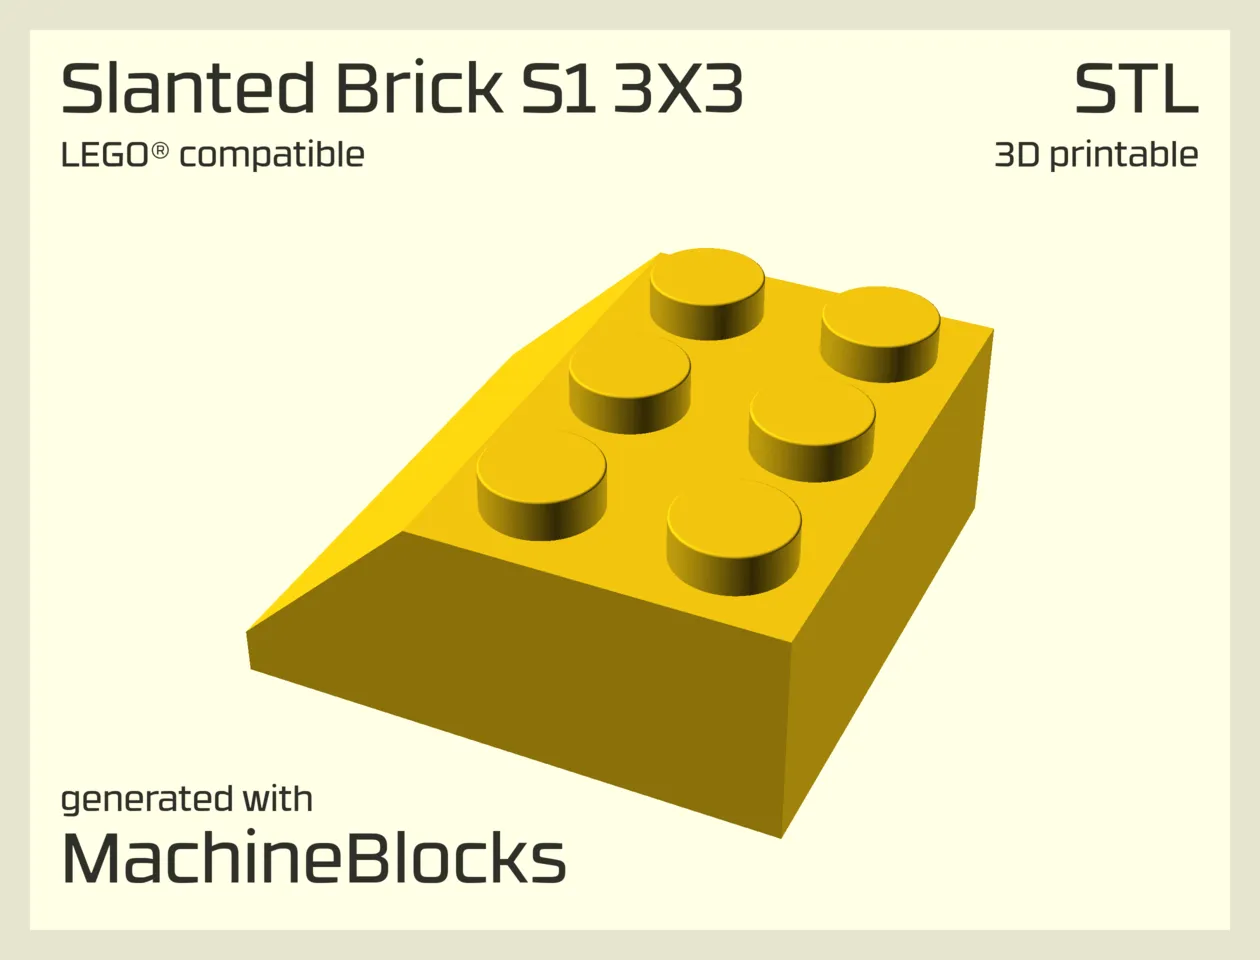 Slanted Brick S1 3X3
LEGO® compatible
STL
3D printable
generated with
MachineBlocks